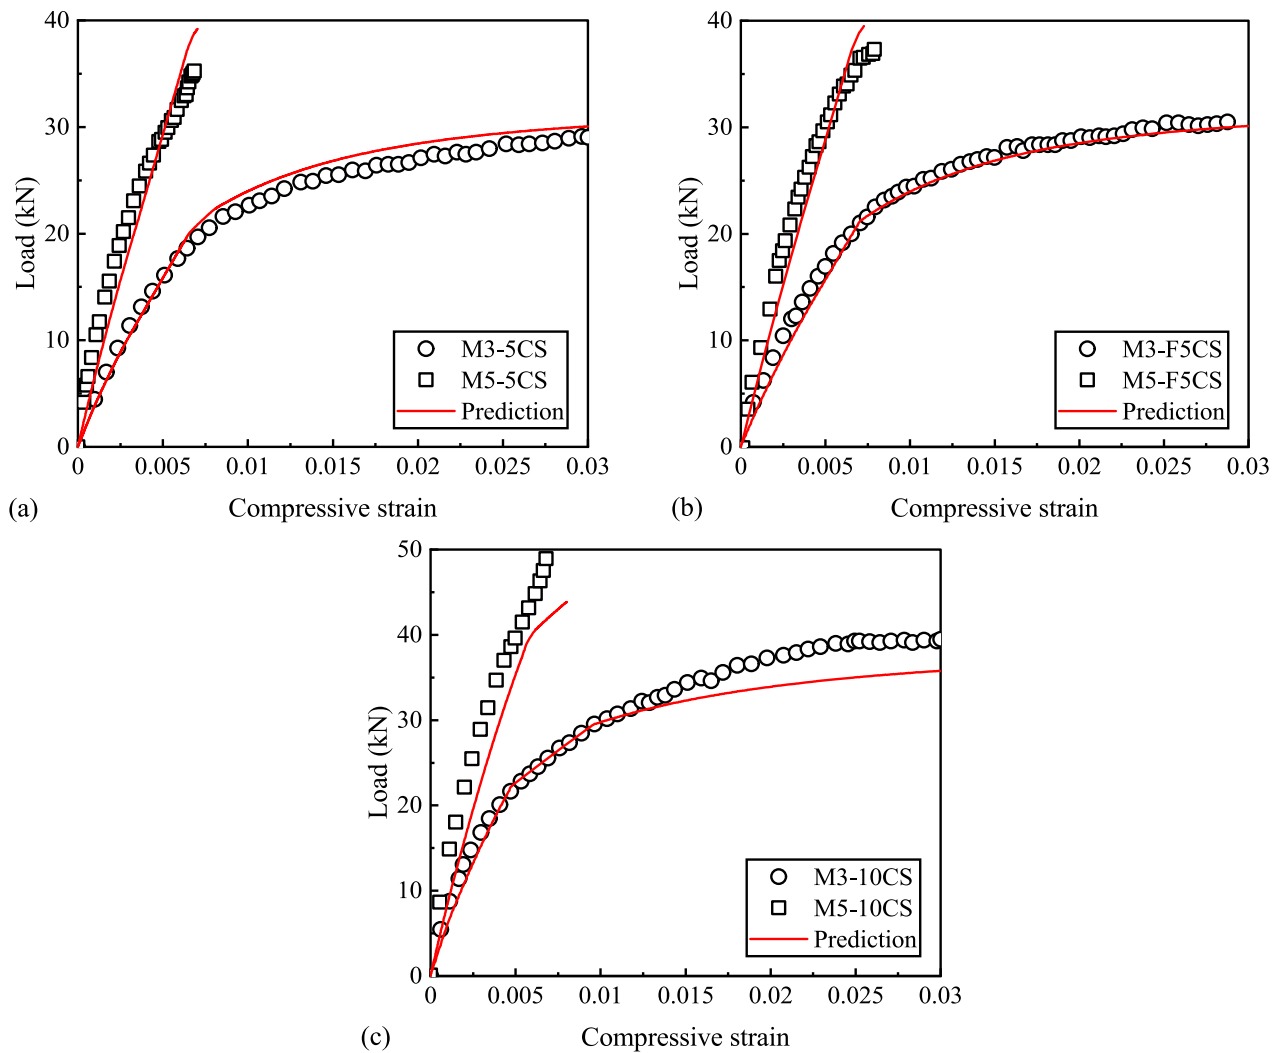 40
30
20
10
0
Load (kN)
0
0.005
0.01
0.015
0.02
0.025
0.03
M3-5CS
M5-5CS
Prediction
(a)
Compressive strain
40
30
20
10
0
Load (kN)
0
0.005
0.01
0.015
0.02
0.025
0.03
M3-F5CS
M5-F5CS
Prediction
(b)
Compressive strain
50
40
30
20
10
0
Load (kN)
0
0.005
0.01
0.015
0.02
0.025
0.03
M3-10CS
M5-10CS
Prediction
(c)
Compressive strain